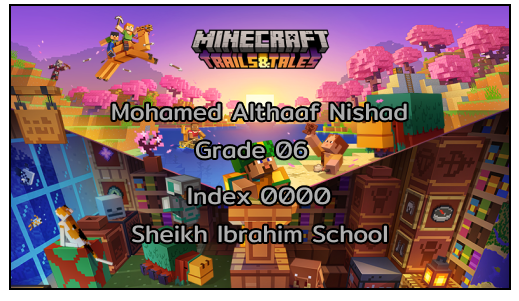 MINECRAFT
TRAILS&TALES
Mohamed Althaaf Nishad
Grade 06
Index 0000
Sheikh Ibrahim School